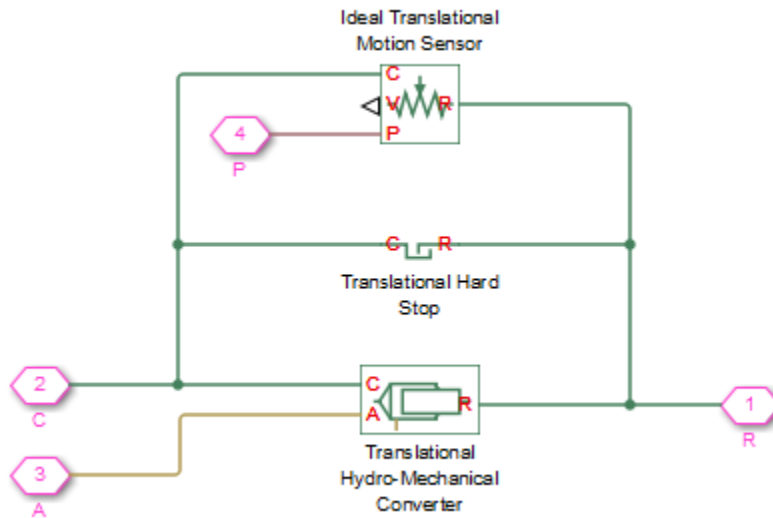 Ideal Translational
Motion Sensor
C
V R
4 P
P
C R
Translational Hard
Stop
2 C
C A R 1
R
3 Translational
A Hydro-Mechanical
Converter